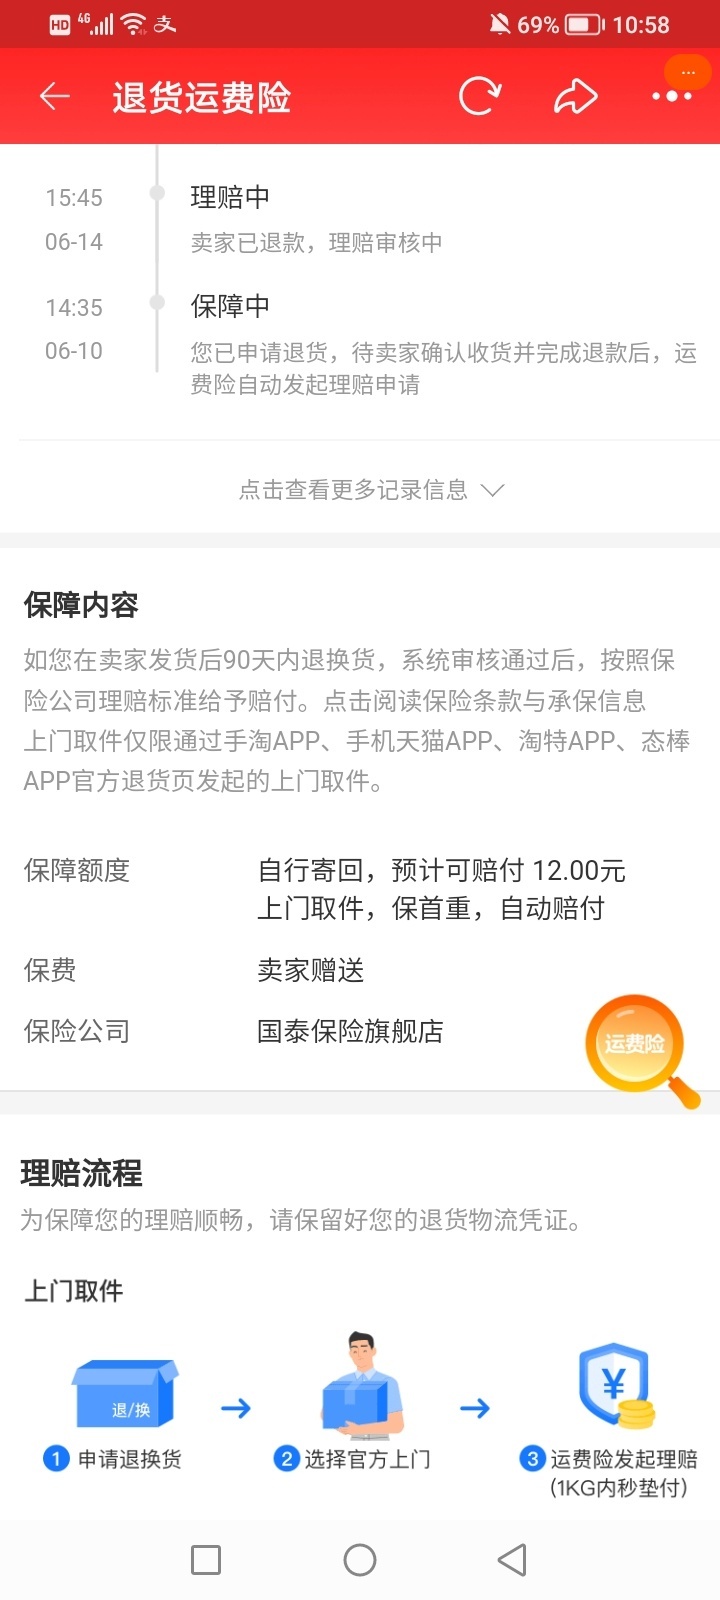 HD 4G 支 69% 10:58
退货运费险
15:45 理赔中
06-14 卖家已退款，理赔审核中
14:35 保障中
06-10 您已申请退货，待卖家确认收货并完成退款后，运
费险自动发起理赔申请
点击查看更多记录信息
保障内容
如您在卖家发货后90天内退换货，系统审核通过后，按照保
险公司理赔标准给予赔付。点击阅读保险条款与承保信息
上门取件仅限通过手淘APP、手机天猫APP、淘特APP、态棒
APP官方退货页发起的上门取件。
保障额度 自行寄回，预计可赔付 12.00元
上门取件，保首重，自动赔付
保费 卖家赠送
保险公司 国泰保险旗舰店
运费险
理赔流程
为保障您的理赔顺畅，请保留好您的退货物流凭证。
上门取件
退/换
¥
1 申请退换货 2 选择官方上门 3 运费险发起理赔
(1KG内秒垫付)